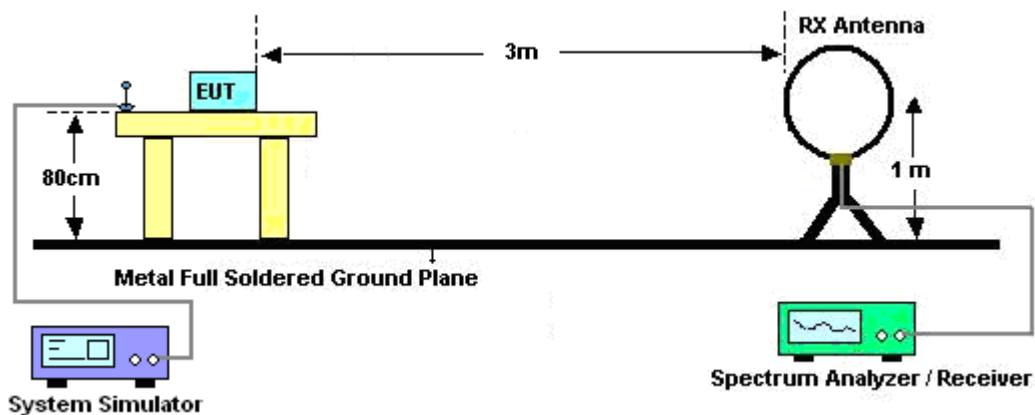 RX Antenna
3m
EUT
80cm
1 m
Metal Full Soldered Ground Plane
System Simulator
Spectrum Analyzer / Receiver